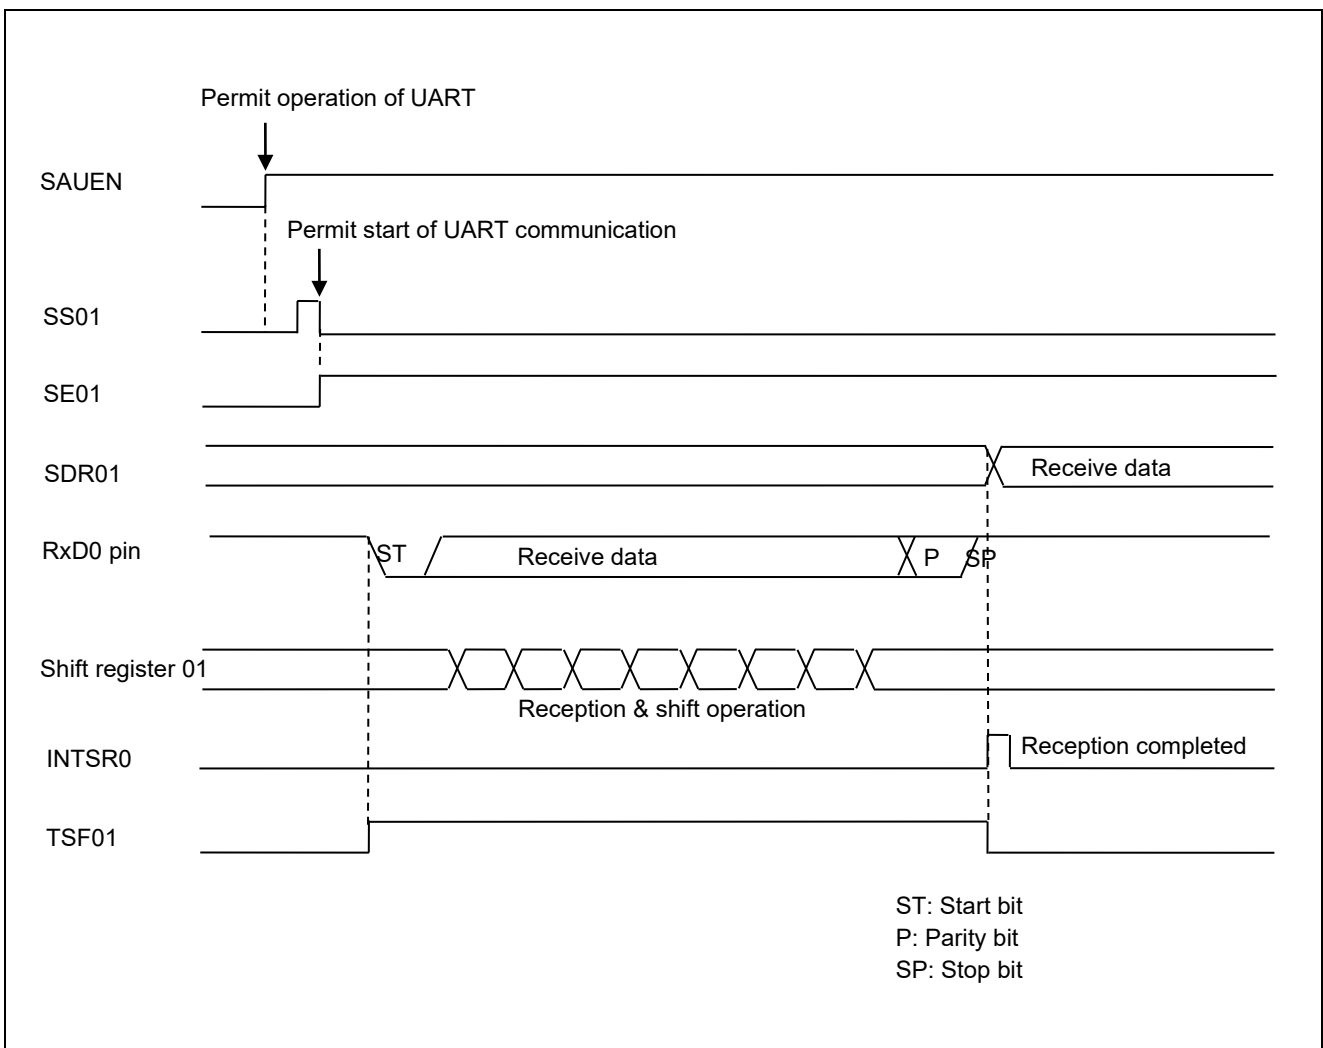 Permit operation of UART
SAUEN
Permit start of UART communication
SS01
SE01
SDR01
Receive data
RxD0 pin
ST
Receive data
P
SP
Shift register 01
Reception & shift operation
INTSR0
Reception completed
TSF01
ST: Start bit
P: Parity bit
SP: Stop bit